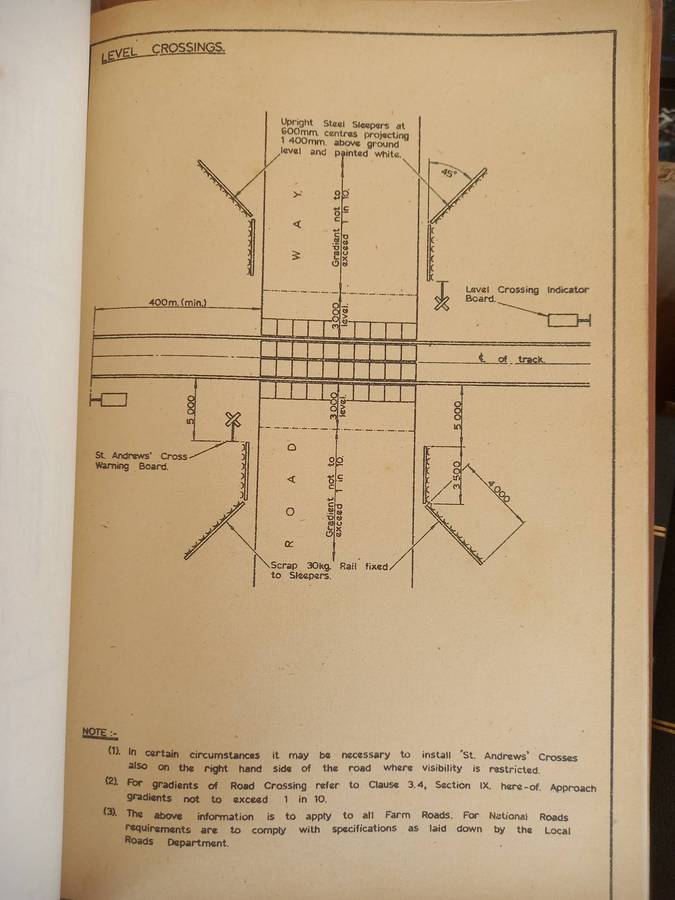 LEVEL CROSSINGS.
Upright Steel Sleepers at
600mm. centres projecting
1 400mm. above ground
level and painted white.
45°
W A Y.
Gradient not to
exceed 1 in 10.
Level Crossing Indicator
Board.
400m.(min.)
3.000
level.
℄ of track.
5 000
3.000
level.
5 000
St. Andrews' Cross
Warning Board.
R O A D
Gradient not to
exceed 1 in 10.
3,500
4 000
Scrap 30kg. Rail fixed
to Sleepers.
NOTE :-
(1). In certain circumstances it may be necessary to install 'St. Andrews' Crosses
also on the right hand side of the road where visibility is restricted.
(2). For gradients of Road Crossing refer to Clause 3.4, Section IX, here-of. Approach
gradients not to exceed 1 in 10.
(3). The above information is to apply to all Farm Roads. For National Roads
requirements are to comply with specifications as laid down by the Local
Roads Department.